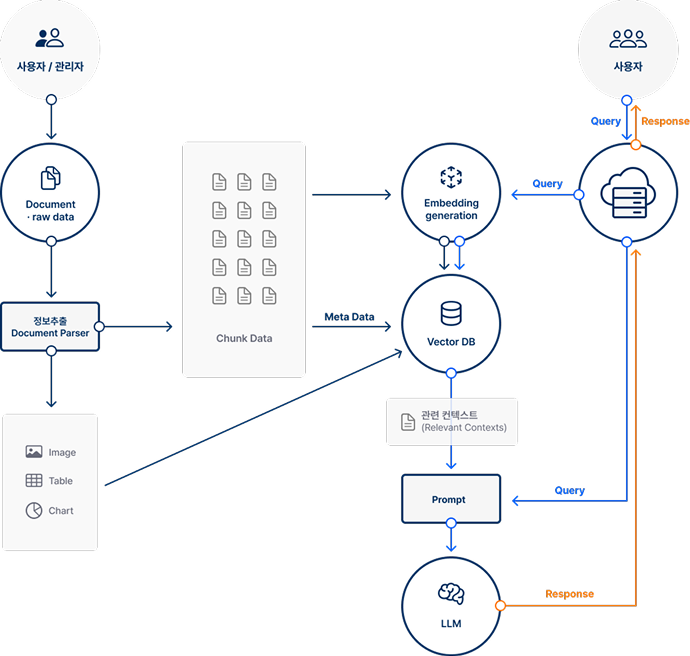 사용자 / 관리자
사용자
Query
Response
Document
· raw data
Embedding
generation
Query
정보추출
Document Parser
Chunk Data
Meta Data
Vector DB
관련 컨텍스트
(Relevant Contexts)
Image
Table
Chart
Prompt
Query
LLM
Response